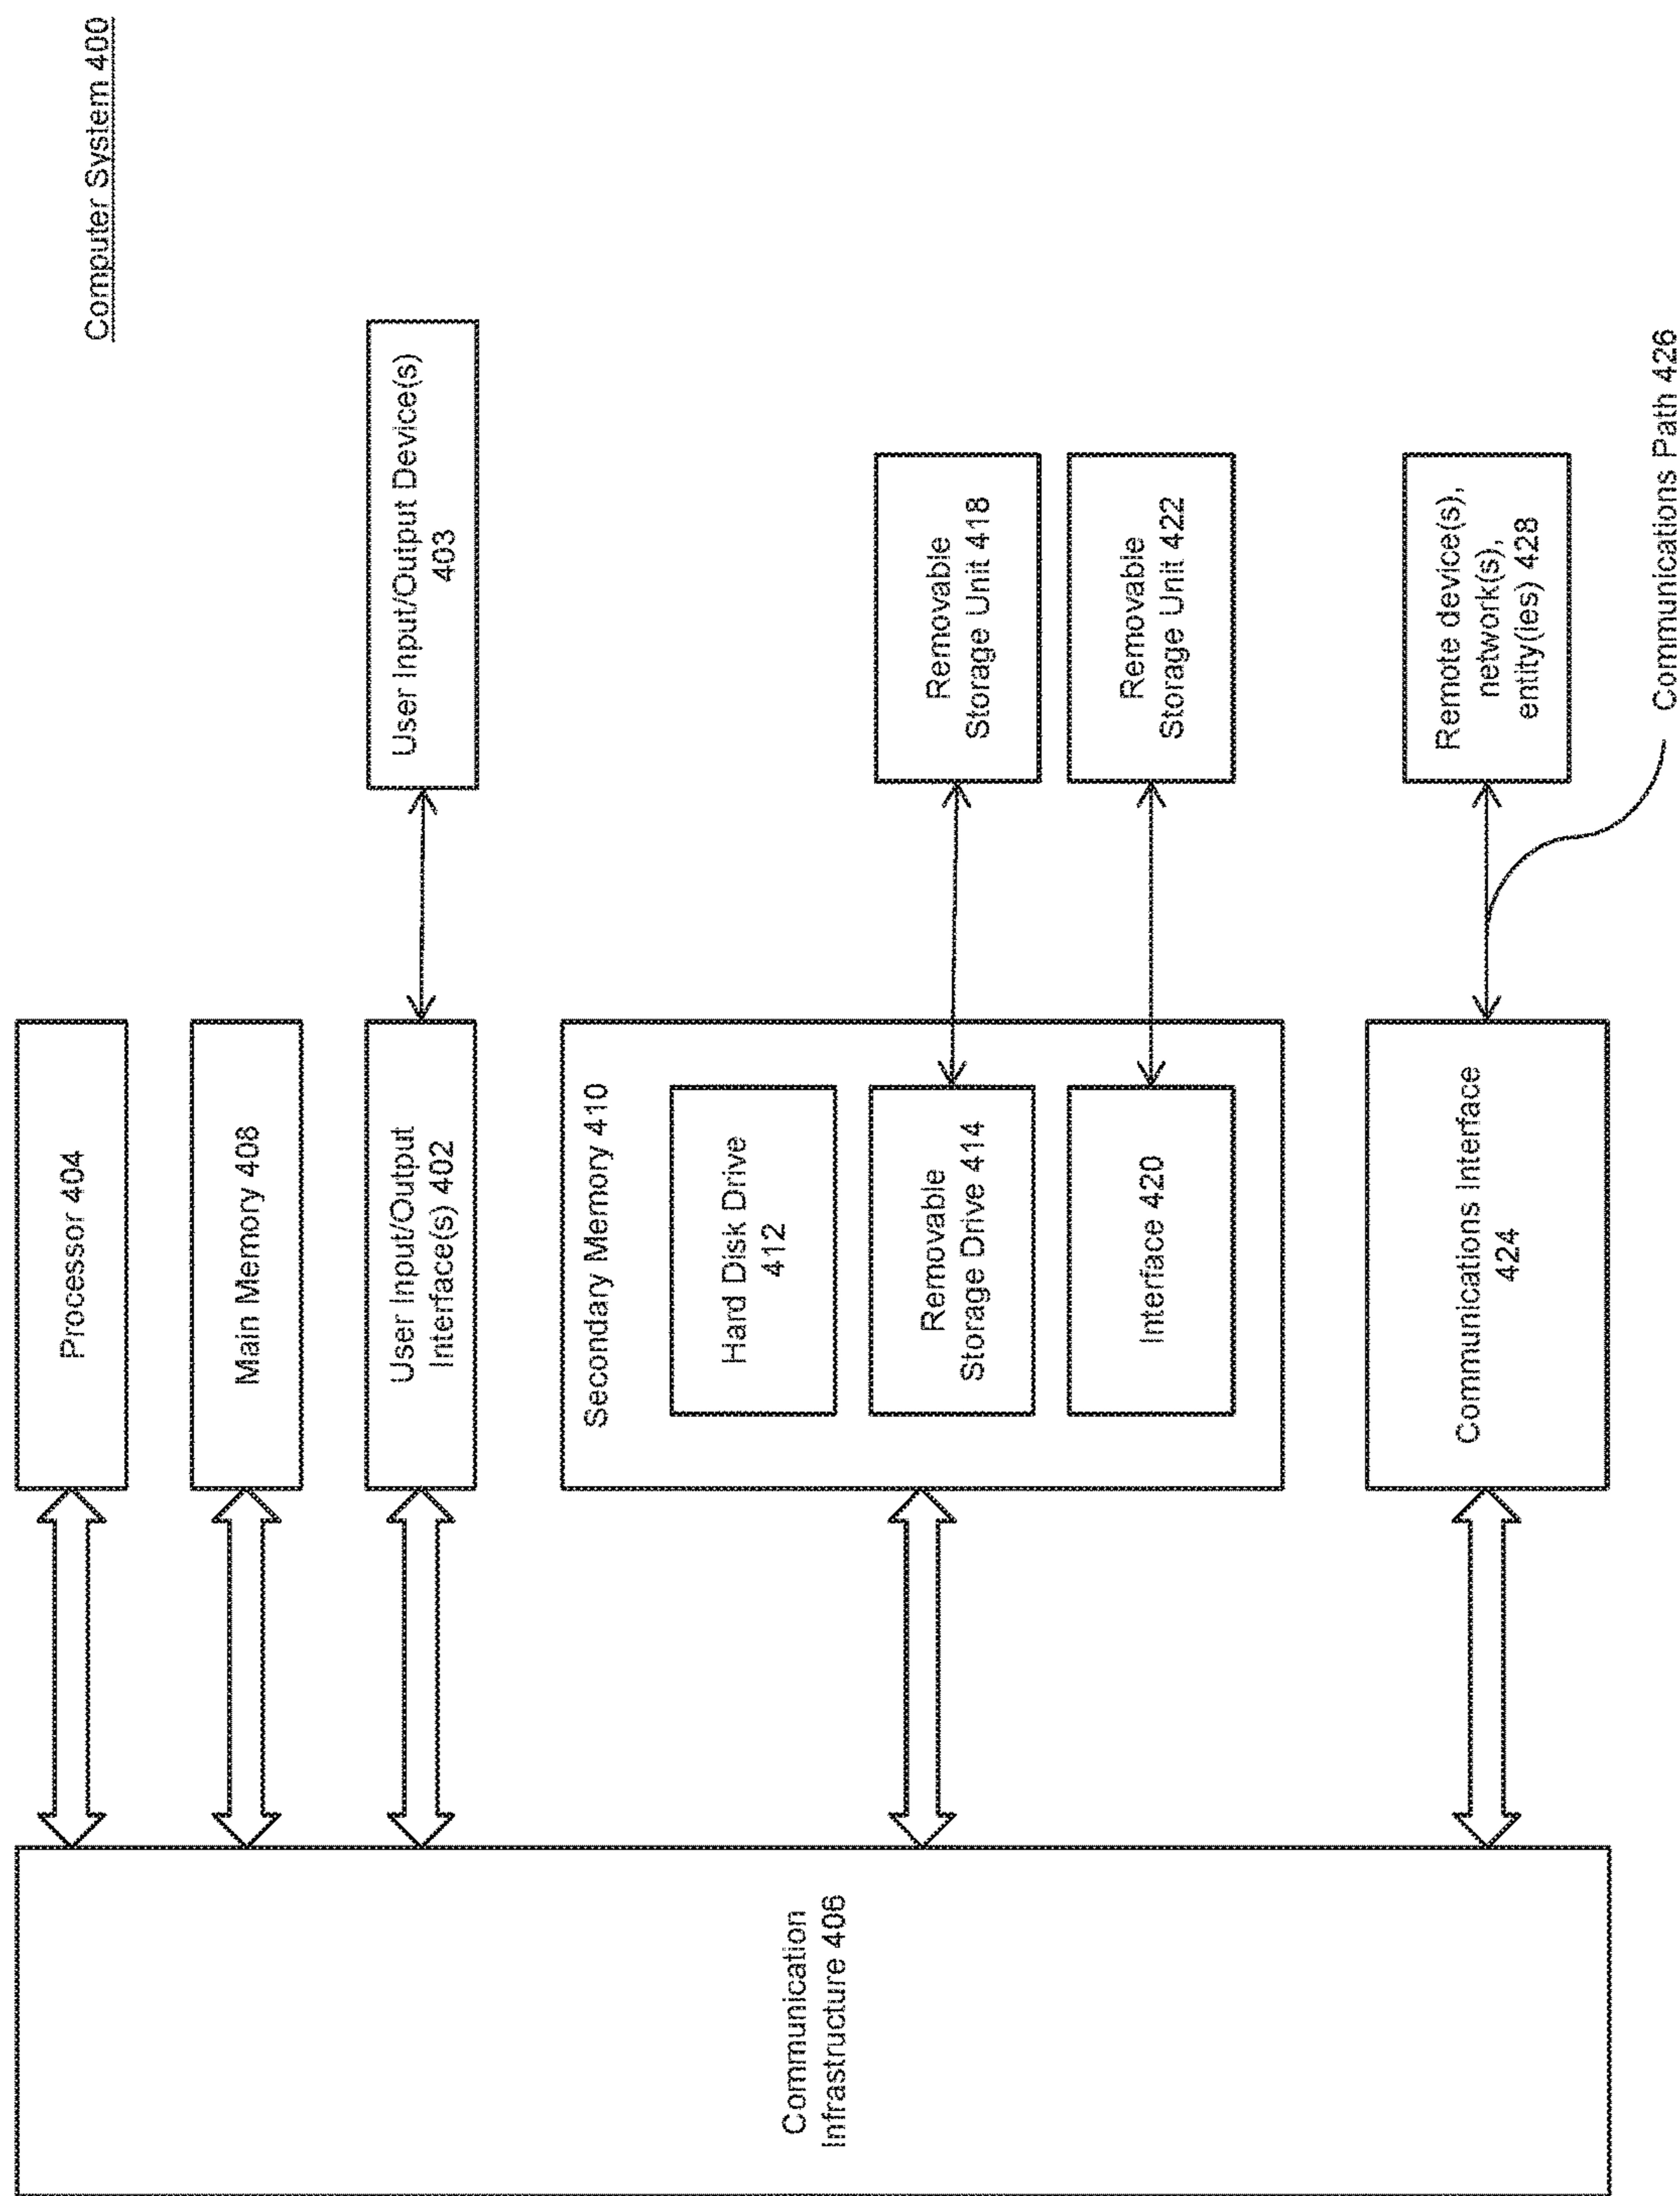 Computer System 400
Processor 404
Main Memory 408
User Input/Output
Interface(s) 402
User Input/Output Device(s)
403
Secondary Memory 410
Hard Disk Drive
412
Removable
Storage Drive 414
Removable
Storage Unit 418
Interface 420
Removable
Storage Unit 422
Communications Interface
424
Remote device(s),
network(s),
entity(ies) 428
Communications Path 426
Communication
Infrastructure 406